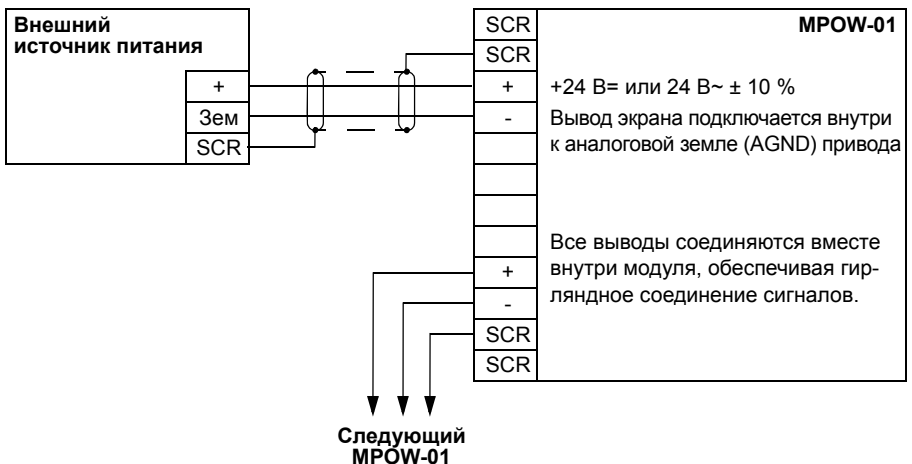 Внешний
источник питания
+
Зем
SCR
SCR
SCR
+
-
+
-
SCR
SCR
MPOW-01
+24 В= или 24 В~ ± 10 %
Вывод экрана подключается внутри
к аналоговой земле (AGND) привода
Все выводы соединяются вместе
внутри модуля, обеспечивая гир-
ляндное соединение сигналов.
Следующий
MPOW-01